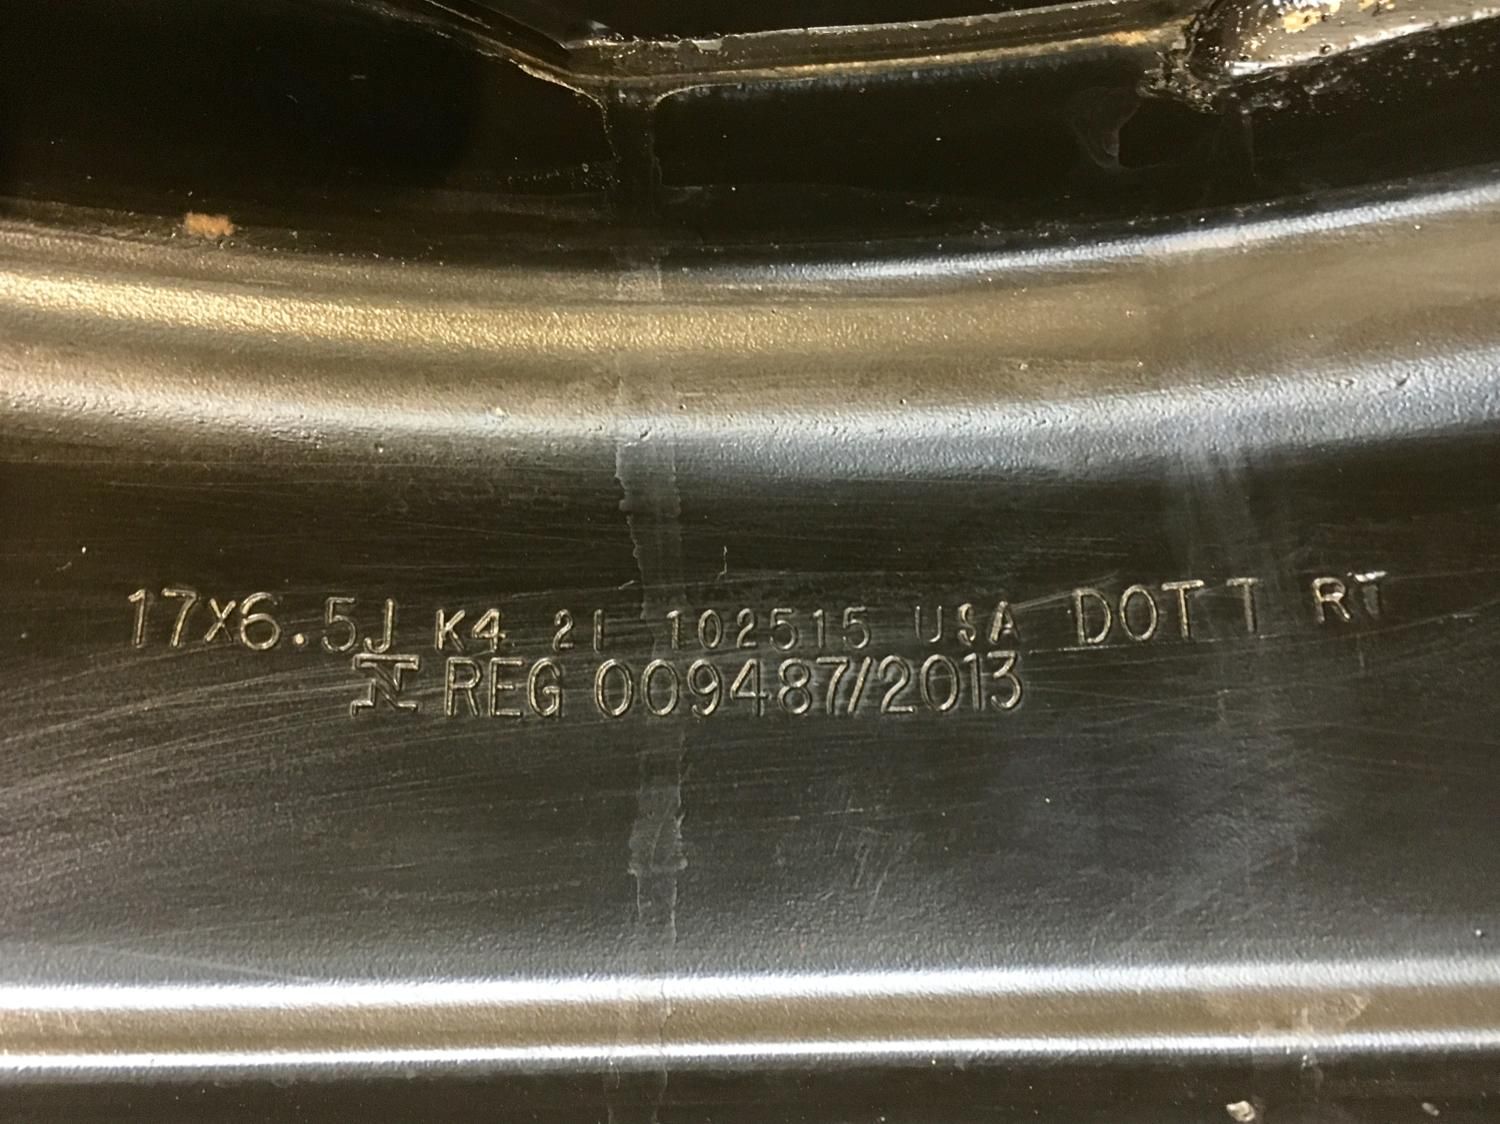 17x6.5J K4 21 102515 USA DOT T RT
REG 009487/2013